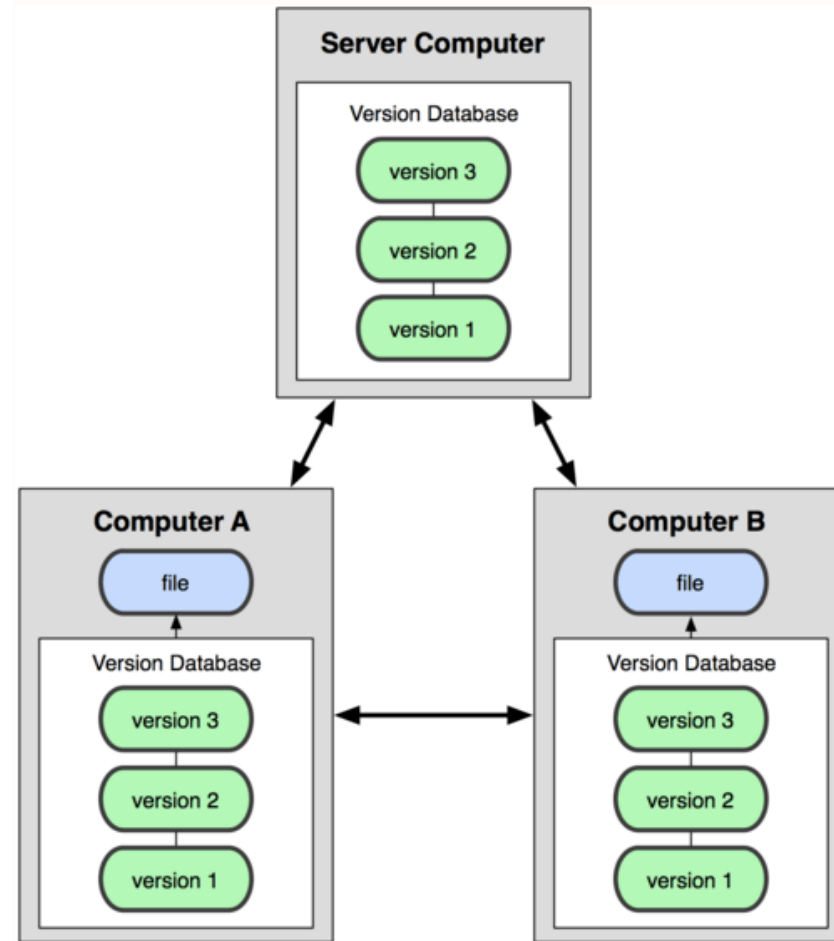 Server Computer
Version Database
version 3
version 2
version 1
Computer A
file
Version Database
version 3
version 2
version 1
Computer B
file
Version Database
version 3
version 2
version 1